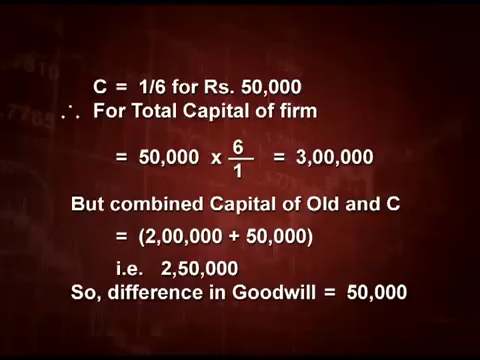 C = 1/6 for Rs. 50,000
∴ For Total Capital of firm
= 50,000 x 6/1 = 3,00,000
But combined Capital of Old and C
= (2,00,000 + 50,000)
i.e. 2,50,000
So, difference in Goodwill = 50,000